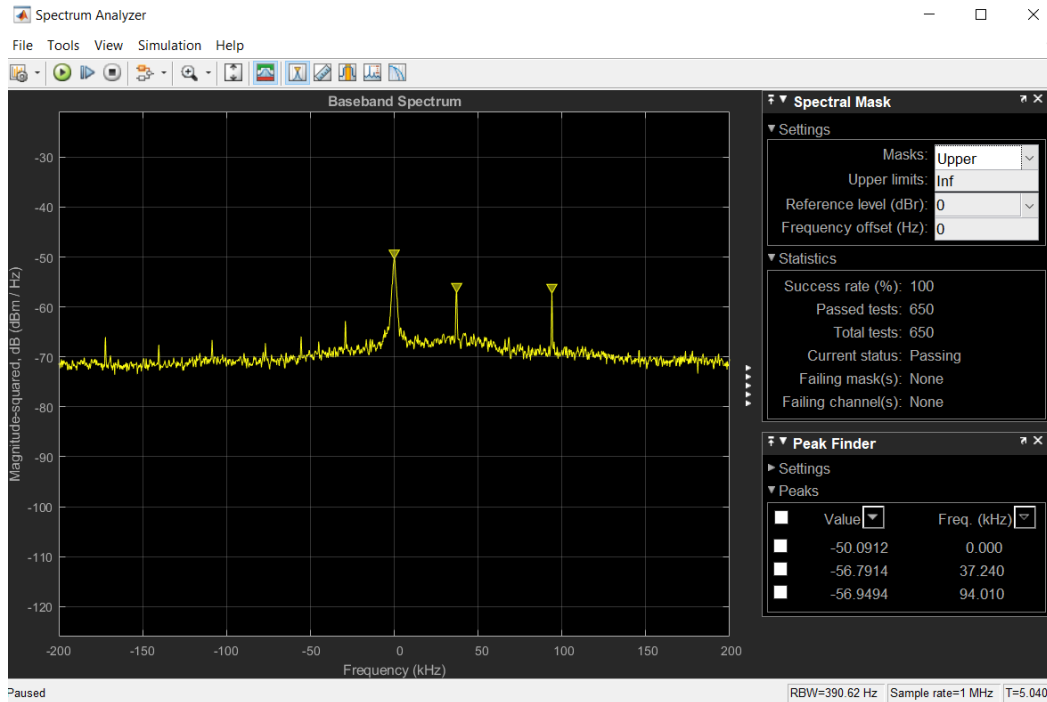 Spectrum Analyzer
File Tools View Simulation Help
Baseband Spectrum
-30
-40
-50
-60
-70
-80
-90
-100
-110
-120
Magnitude-squared, dB (dBm / Hz)
-200 -150 -100 -50 0 50 100 150 200
Frequency (kHz)
Spectral Mask
Settings
Masks: Upper
Upper limits: Inf
Reference level (dBr): 0
Frequency offset (Hz): 0
Statistics
Success rate (%): 100
Passed tests: 650
Total tests: 650
Current status: Passing
Failing mask(s): None
Failing channel(s): None
Peak Finder
Settings
Peaks
Value Freq. (kHz)
-50.0912 0.000
-56.7914 37.240
-56.9494 94.010
Paused
RBW=390.62 Hz Sample rate=1 MHz T=5.040